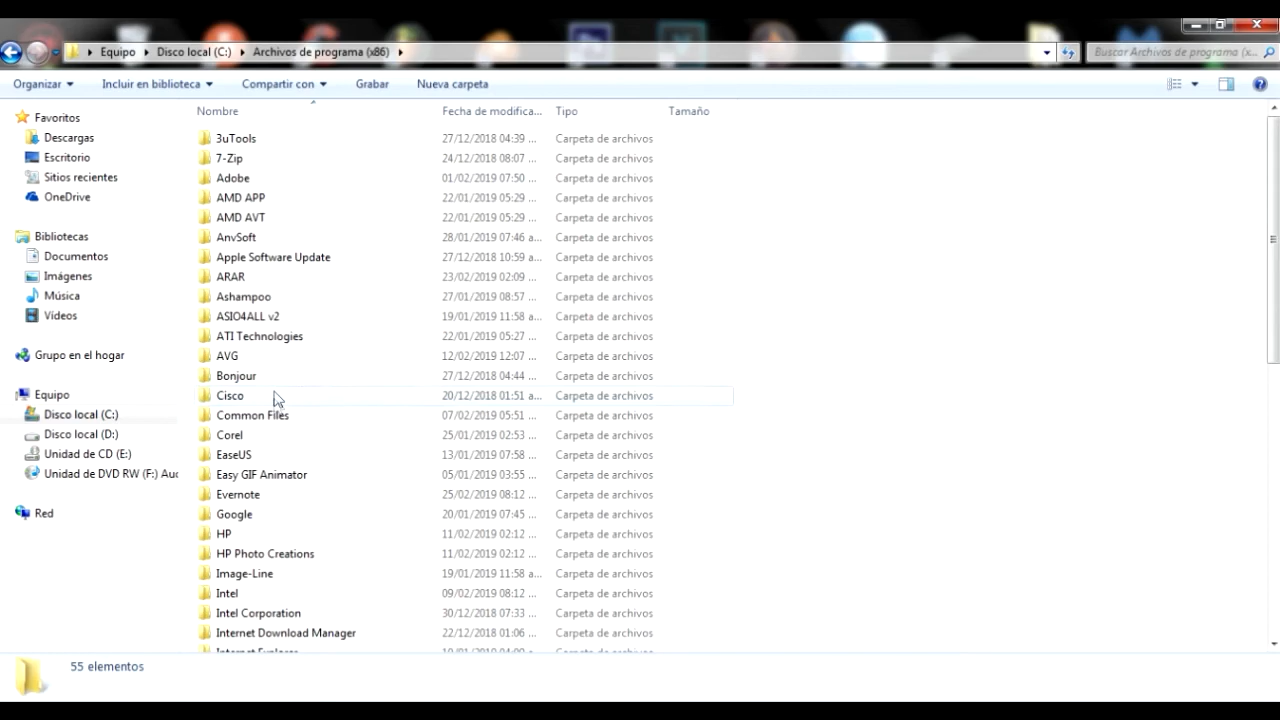 Equipo Disco local (C:) Archivos de programa (x86) Buscar Archivos de programa (x...
Organizar Incluir en biblioteca Compartir con Grabar Nueva carpeta
Nombre Fecha de modifica... Tipo Tamaño
Favoritos
Descargas
Escritorio
Sitios recientes
OneDrive
Bibliotecas
Documentos
Imágenes
Música
Vídeos
Grupo en el hogar
Equipo
Disco local (C:)
Disco local (D:)
Unidad de CD (E:)
Unidad de DVD RW (F:) Auc
Red
3uTools 27/12/2018 04:39 ... Carpeta de archivos
7-Zip 24/12/2018 08:07 ... Carpeta de archivos
Adobe 01/02/2019 07:50 ... Carpeta de archivos
AMD APP 22/01/2019 05:29 ... Carpeta de archivos
AMD AVT 22/01/2019 05:29 ... Carpeta de archivos
AnvSoft 28/01/2019 07:46 a... Carpeta de archivos
Apple Software Update 27/12/2018 10:59 a... Carpeta de archivos
ARAR 23/02/2019 02:09 ... Carpeta de archivos
Ashampoo 27/01/2019 08:57 ... Carpeta de archivos
ASIO4ALL v2 19/01/2019 11:58 a... Carpeta de archivos
ATI Technologies 22/01/2019 05:27 ... Carpeta de archivos
AVG 12/02/2019 12:07 ... Carpeta de archivos
Bonjour 27/12/2018 04:44 ... Carpeta de archivos
Cisco 20/12/2018 01:51 a... Carpeta de archivos
Common Files 07/02/2019 05:51 ... Carpeta de archivos
Corel 25/01/2019 02:53 ... Carpeta de archivos
EaseUS 13/01/2019 07:58 ... Carpeta de archivos
Easy GIF Animator 05/01/2019 03:55 ... Carpeta de archivos
Evernote 25/02/2019 08:12 ... Carpeta de archivos
Google 20/01/2019 07:45 ... Carpeta de archivos
HP 11/02/2019 02:12 ... Carpeta de archivos
HP Photo Creations 11/02/2019 02:12 ... Carpeta de archivos
Image-Line 19/01/2019 11:58 a... Carpeta de archivos
Intel 09/02/2019 08:12 ... Carpeta de archivos
Intel Corporation 30/12/2018 07:33 ... Carpeta de archivos
Internet Download Manager 22/12/2018 01:06 ... Carpeta de archivos
Internet Explorer Carpeta de archivos
55 elementos